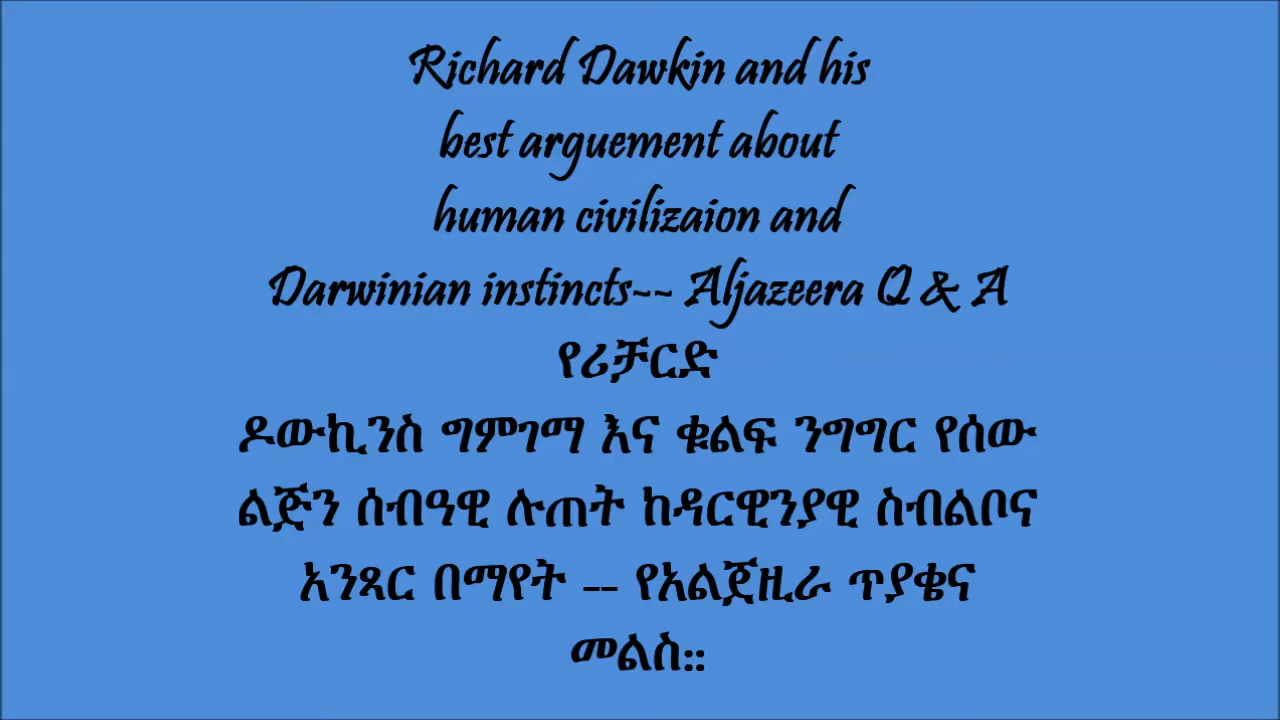 Richard Dawkin and his
best arguement about
human civilizaion and
Darwinian instincts-- Aljazeera Q & A
የሪቻርድ
ዶውኪንስ ግምገማ እና ቁልፍ ንግግር የሰው
ልጅን ሰብዓዊ ሉጠት ከዳርዊንያዊ ስብልቦና
አንጻር በማየት -- የአልጀዚራ ጥያቄና
መልስ::